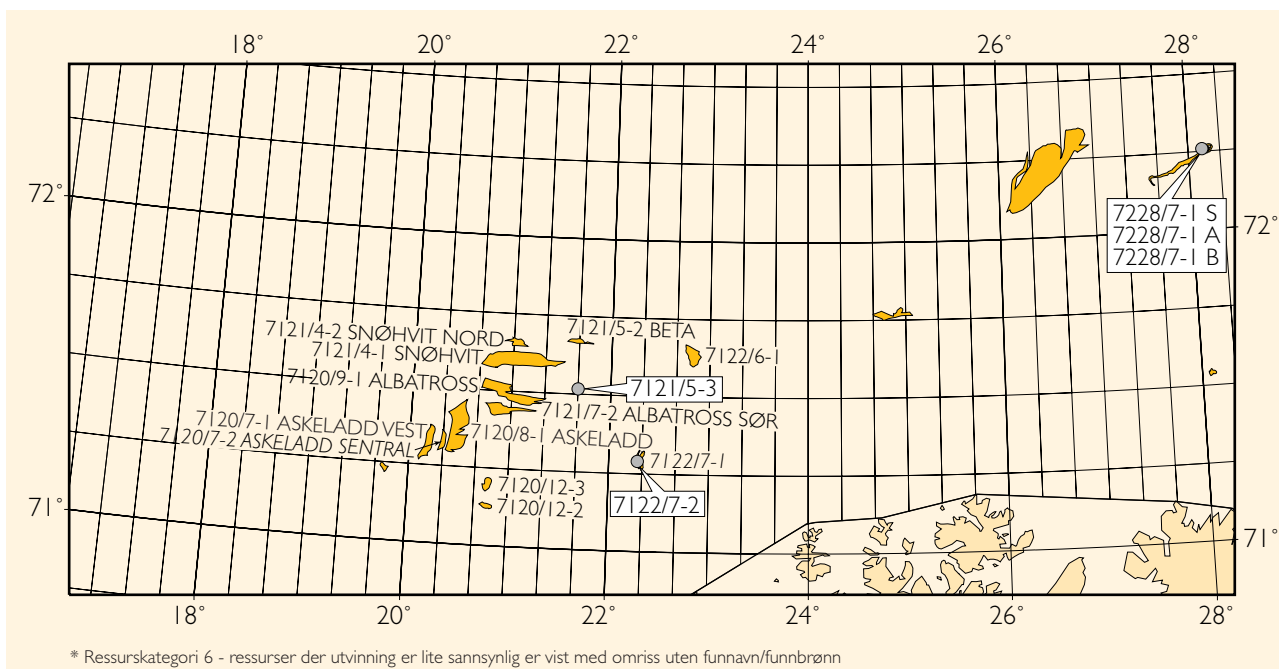 18° 20° 22° 24° 26° 28°
72°
7228/7-1 S
7228/7-1 A
7228/7-1 B
72°
7121/4-2 SNØHVIT NORD
7121/5-2 BETA
7121/4-1 SNØHVIT
7122/6-1
7120/9-1 ALBATROSS
7121/5-3
7121/7-2 ALBATROSS SØR
7120/7-1 ASKELADD VEST
7120/8-1 ASKELADD
7120/7-2 ASKELADD SENTRAL
7122/7-1
7120/12-3
7122/7-2
7120/12-2
71°
71°
18° 20° 22° 24° 26° 28°
* Ressurskategori 6 - ressurser der utvinning er lite sannsynlig er vist med omriss uten funnavn/funnbrønn